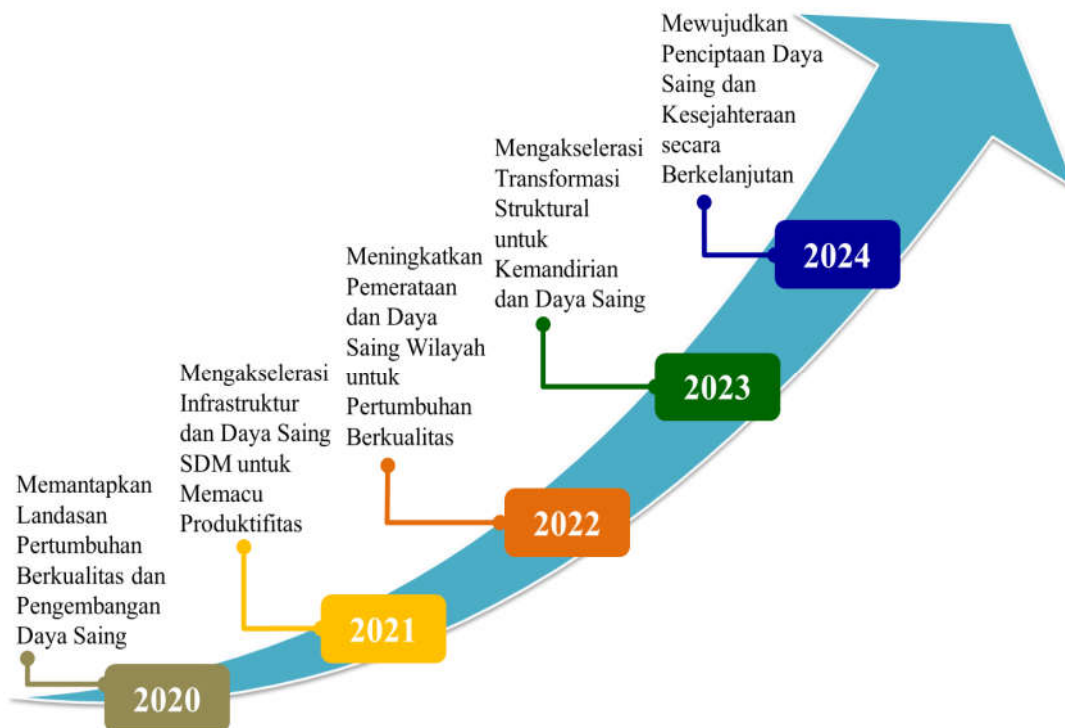 Memantapkan
Landasan
Pertumbuhan
Berkualitas dan
Pengembangan
Daya Saing
2020
Mengakselerasi
Infrastruktur
dan Daya Saing
SDM untuk
Memacu
Produktifitas
2021
Meningkatkan
Pemerataan
dan Daya
Saing Wilayah
untuk
Pertumbuhan
Berkualitas
2022
Mengakselerasi
Transformasi
Struktural
untuk
Kemandirian
dan Daya Saing
2023
Mewujudkan
Penciptaan Daya
Saing dan
Kesejahteraan
secara
Berkelanjutan
2024